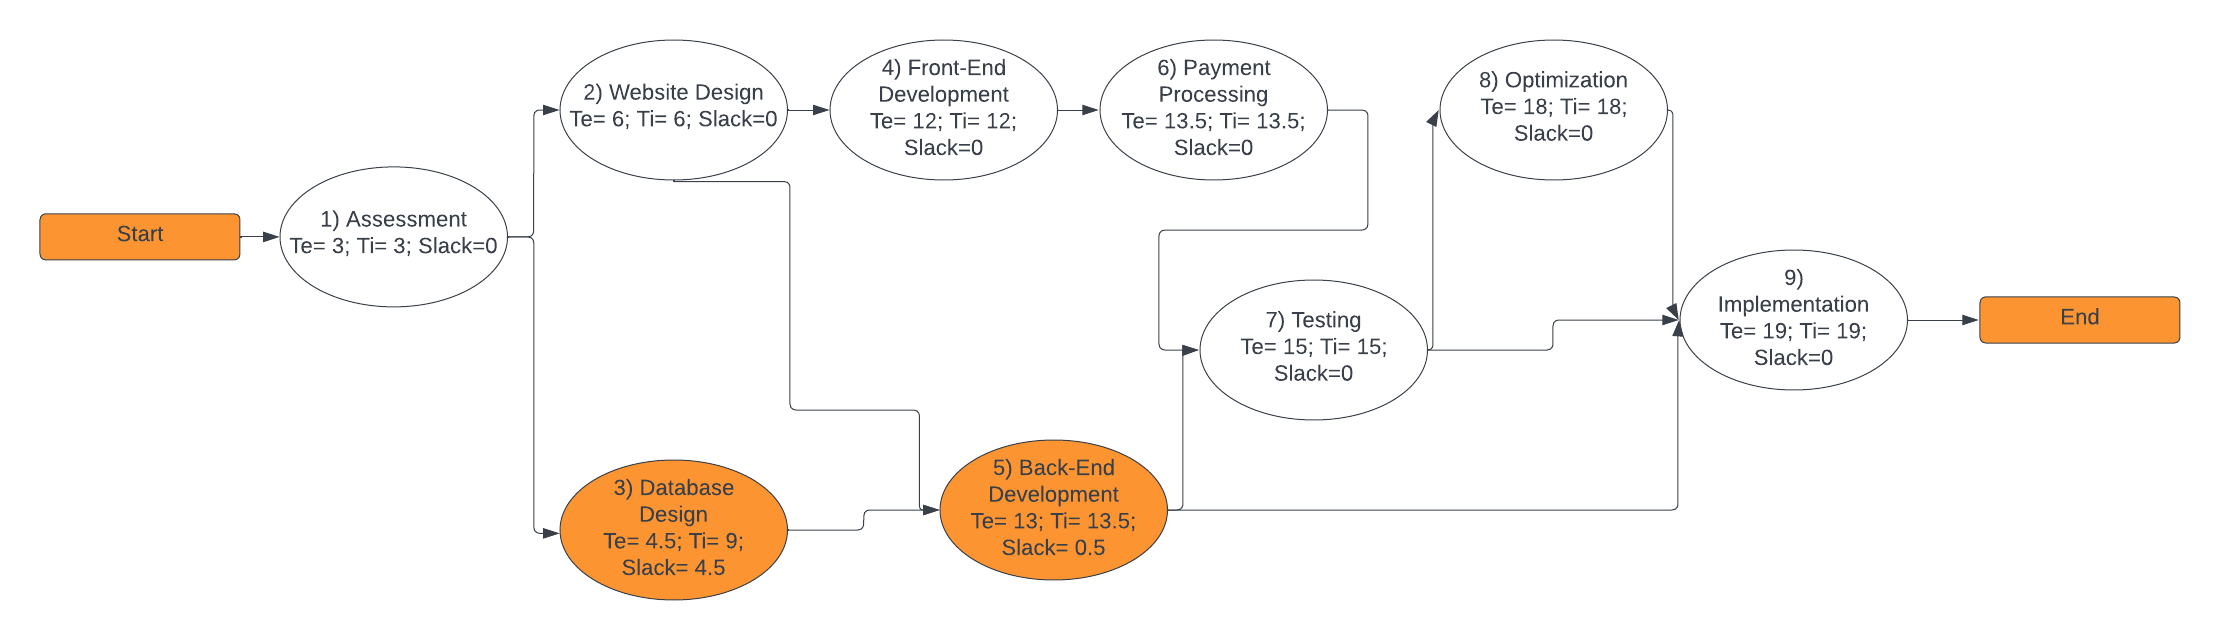 Start
1) Assessment
Te= 3; Ti= 3; Slack=0
2) Website Design
Te= 6; Ti= 6; Slack=0
3) Database
Design
Te= 4.5; Ti= 9;
Slack= 4.5
4) Front-End
Development
Te= 12; Ti= 12;
Slack=0
5) Back-End
Development
Te= 13; Ti= 13.5;
Slack= 0.5
6) Payment
Processing
Te= 13.5; Ti= 13.5;
Slack=0
7) Testing
Te= 15; Ti= 15;
Slack=0
8) Optimization
Te= 18; Ti= 18;
Slack=0
9)
Implementation
Te= 19; Ti= 19;
Slack=0
End